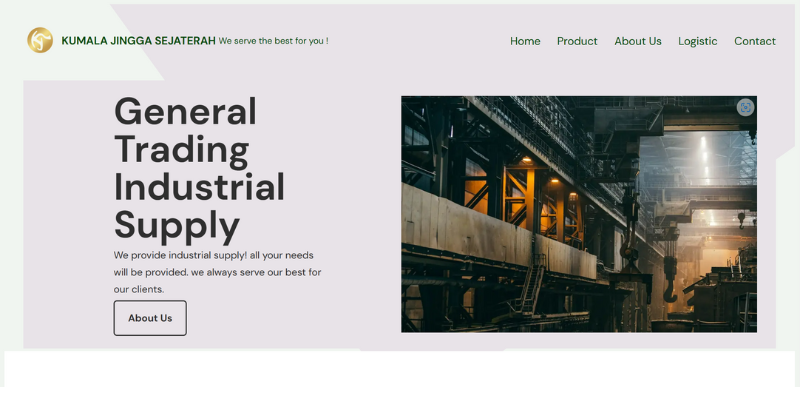 KUMALA JINGGA SEJATERAH We serve the best for you !
Home Product About Us Logistic Contact
General
Trading
Industrial
Supply
We provide industrial supply! all your needs
will be provided. we always serve our best for
our clients.
About Us